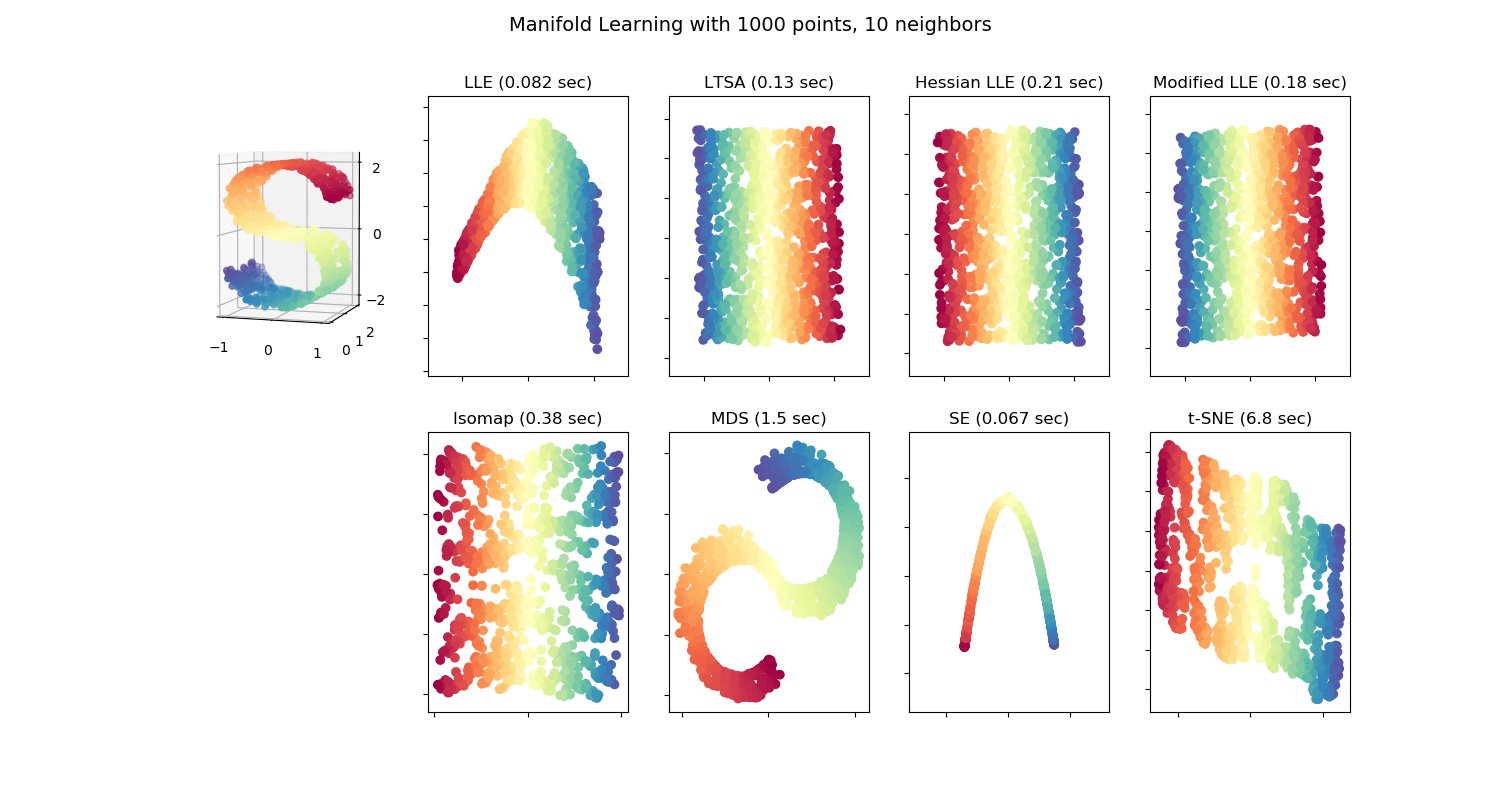 Manifold Learning with 1000 points, 10 neighbors
LLE (0.082 sec)
LTSA (0.13 sec)
Hessian LLE (0.21 sec)
Modified LLE (0.18 sec)
2
0
−2
−1
0
1
0
1
2
Isomap (0.38 sec)
MDS (1.5 sec)
SE (0.067 sec)
t-SNE (6.8 sec)